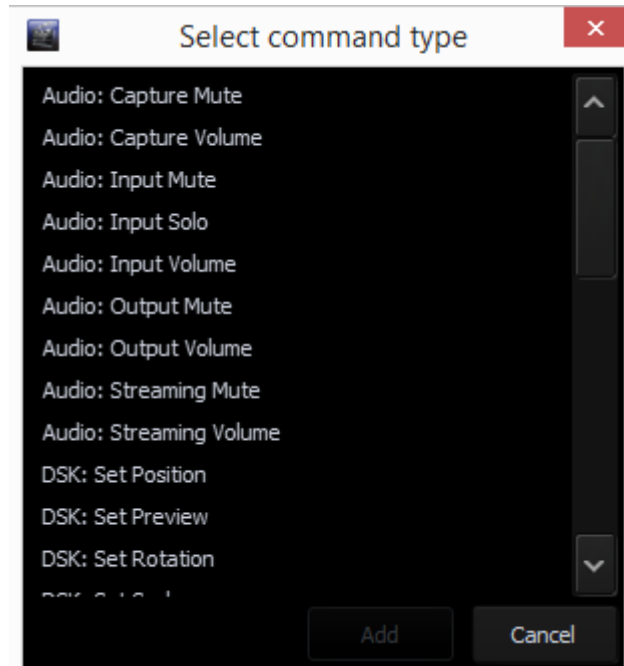 Select command type
Audio: Capture Mute
Audio: Capture Volume
Audio: Input Mute
Audio: Input Solo
Audio: Input Volume
Audio: Output Mute
Audio: Output Volume
Audio: Streaming Mute
Audio: Streaming Volume
DSK: Set Position
DSK: Set Preview
DSK: Set Rotation
Add
Cancel